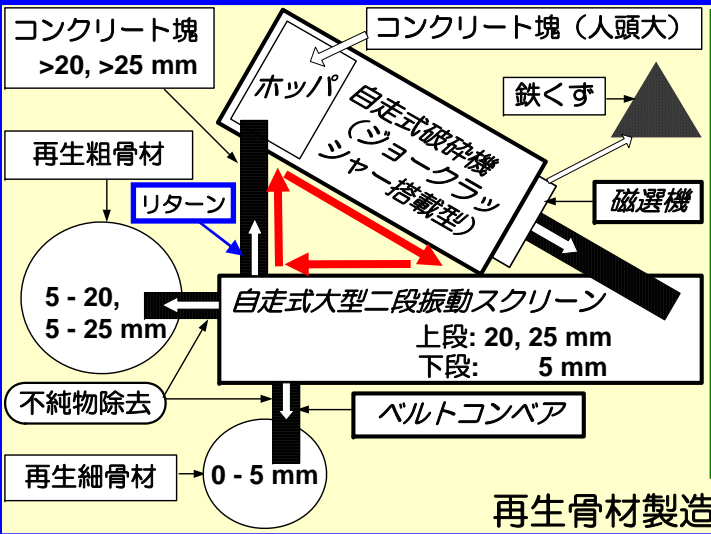 コンクリート塊
>20, >25 mm
コンクリート塊（人頭大）
ホッパ
自走式破砕機
（ジョークラッ
シャー搭載型）
鉄くず
再生粗骨材
リターン
磁選機
5 - 20,
5 - 25 mm
自走式大型二段振動スクリーン
上段: 20, 25 mm
下段: 5 mm
不純物除去
ベルトコンベア
再生細骨材
0 - 5 mm
再生骨材製造